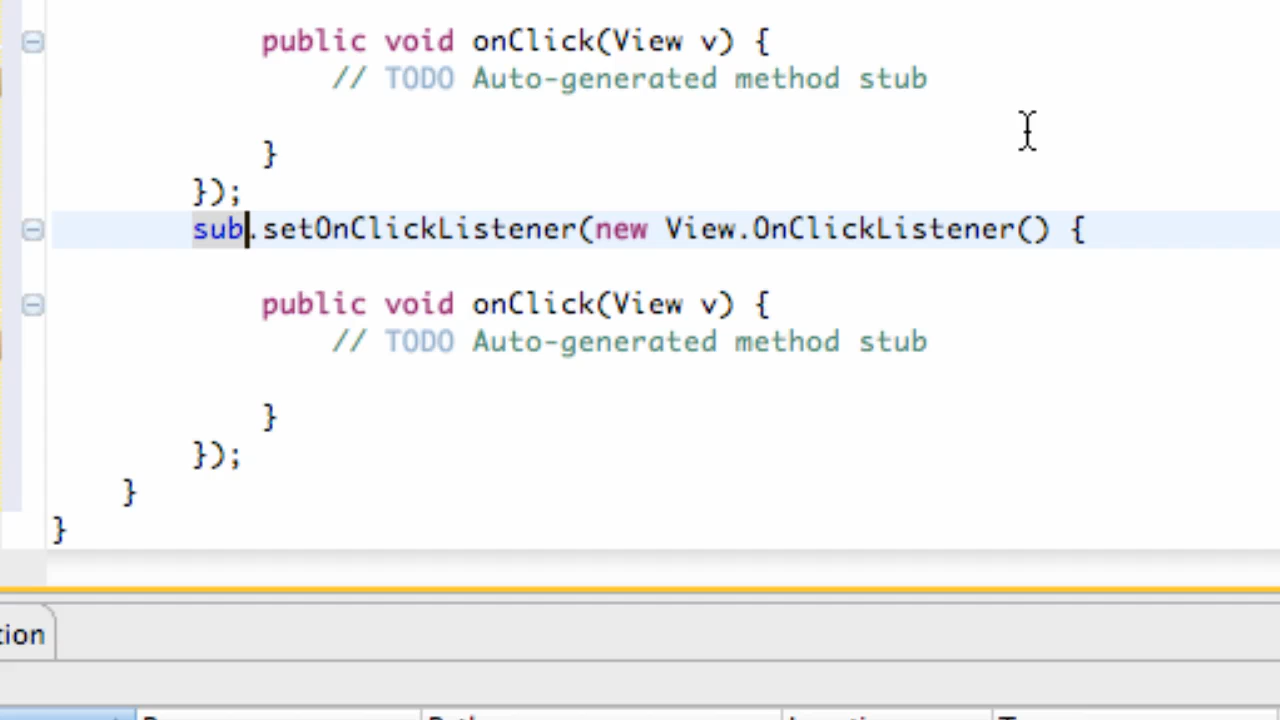 public void onClick(View v) {
// TODO Auto-generated method stub
}
});
sub.setOnClickListener(new View.OnClickListener() {
public void onClick(View v) {
// TODO Auto-generated method stub
}
});
}
}
tion